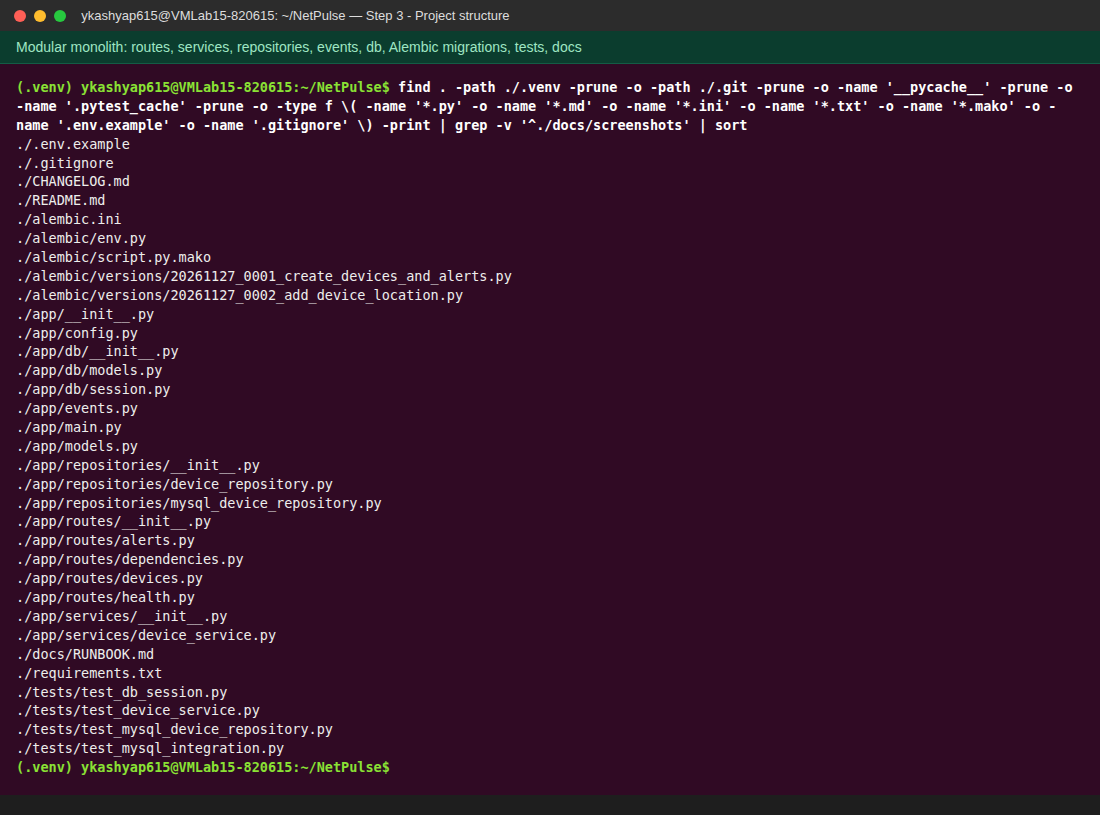 ykashyap615@VMLab15-820615: ~/NetPulse — Step 3 - Project structure
Modular monolith: routes, services, repositories, events, db, Alembic migrations, tests, docs
(.venv) ykashyap615@VMLab15-820615:~/NetPulse$ find . -path ./.venv -prune -o -path ./.git -prune -o -name '__pycache__' -prune -o
-name '.pytest_cache' -prune -o -type f \( -name '*.py' -o -name '*.md' -o -name '*.ini' -o -name '*.txt' -o -name '*.mako' -o -
name '.env.example' -o -name '.gitignore' \) -print | grep -v '^./docs/screenshots' | sort
./.env.example
./.gitignore
./CHANGELOG.md
./README.md
./alembic.ini
./alembic/env.py
./alembic/script.py.mako
./alembic/versions/20261127_0001_create_devices_and_alerts.py
./alembic/versions/20261127_0002_add_device_location.py
./app/__init__.py
./app/config.py
./app/db/__init__.py
./app/db/models.py
./app/db/session.py
./app/events.py
./app/main.py
./app/models.py
./app/repositories/__init__.py
./app/repositories/device_repository.py
./app/repositories/mysql_device_repository.py
./app/routes/__init__.py
./app/routes/alerts.py
./app/routes/dependencies.py
./app/routes/devices.py
./app/routes/health.py
./app/services/__init__.py
./app/services/device_service.py
./docs/RUNBOOK.md
./requirements.txt
./tests/test_db_session.py
./tests/test_device_service.py
./tests/test_mysql_device_repository.py
./tests/test_mysql_integration.py
(.venv) ykashyap615@VMLab15-820615:~/NetPulse$